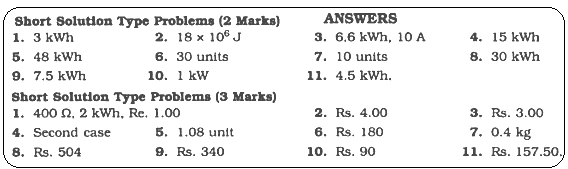 Short Solution Type Problems (2 Marks) ANSWERS
1. 3 kWh 2. 18 × 10⁶ J 3. 6.6 kWh, 10 A 4. 15 kWh
5. 48 kWh 6. 30 units 7. 10 units 8. 30 kWh
9. 7.5 kWh 10. 1 kW 11. 4.5 kWh.
Short Solution Type Problems (3 Marks)
1. 400 Ω, 2 kWh, Re. 1.00 2. Rs. 4.00 3. Rs. 3.00
4. Second case 5. 1.08 unit 6. Rs. 180 7. 0.4 kg
8. Rs. 504 9. Rs. 340 10. Rs. 90 11. Rs. 157.50.